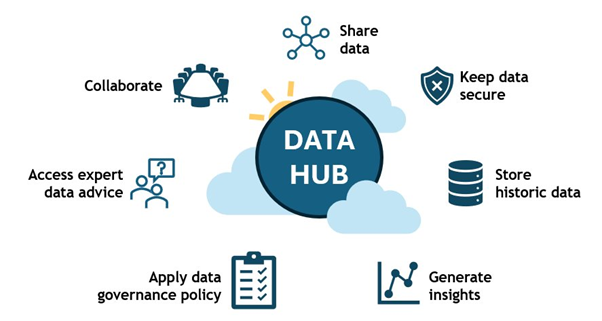 Share
data
Collaborate
Keep data
secure
DATA
HUB
Access expert
data advice
?
Store
historic data
Apply data
governance policy
Generate
insights